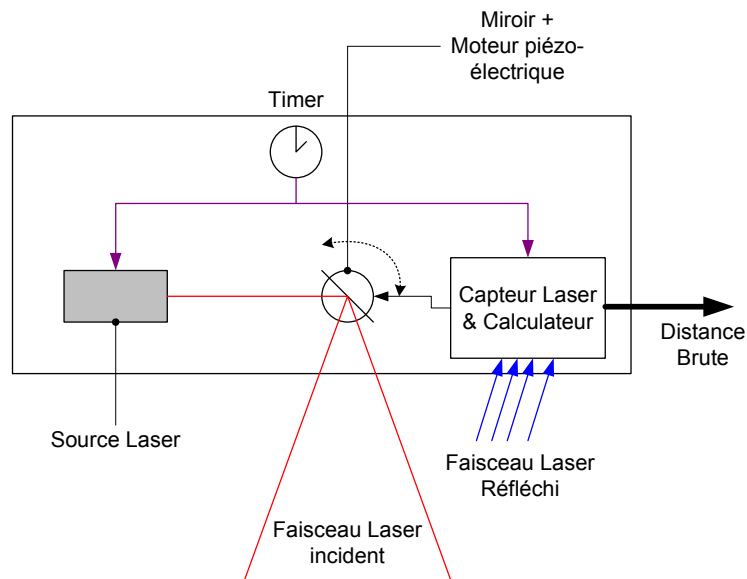 Miroir +
Moteur piézo-
électrique
Timer
Capteur Laser
& Calculateur
Distance
Brute
Source Laser
Faisceau Laser
Réfléchi
Faisceau Laser
incident